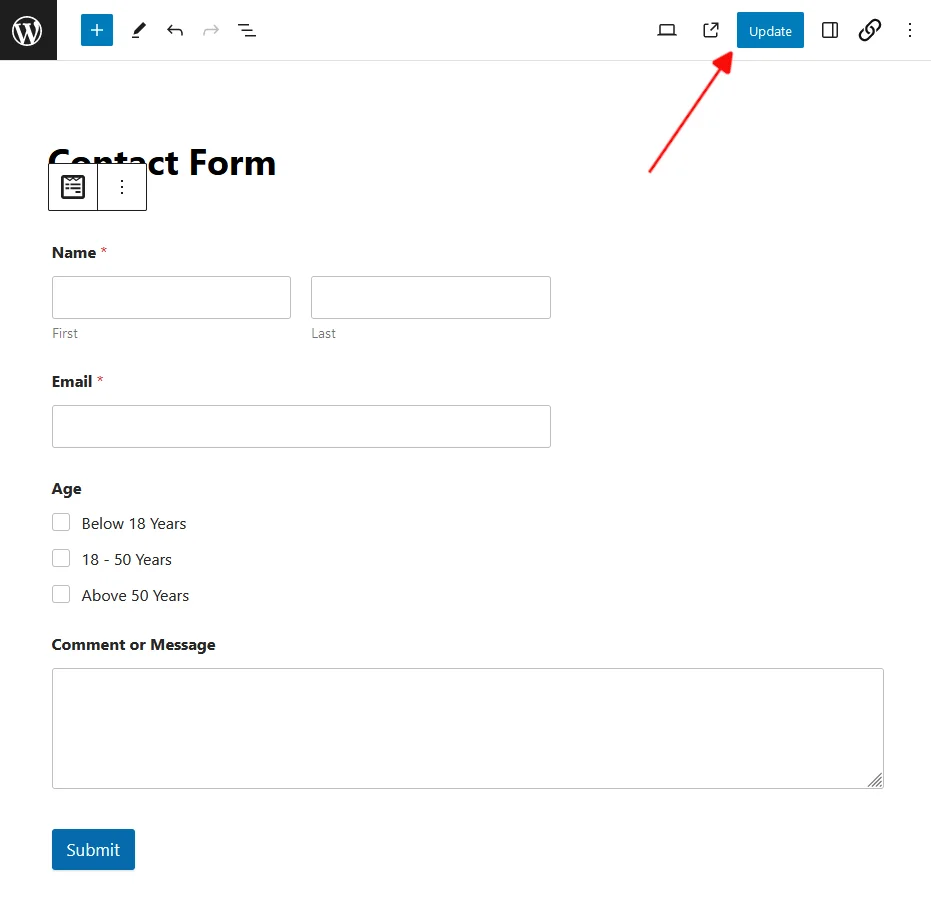 Update
Contact Form
Name *
First
Last
Email *
Age
Below 18 Years
18 - 50 Years
Above 50 Years
Comment or Message
Submit